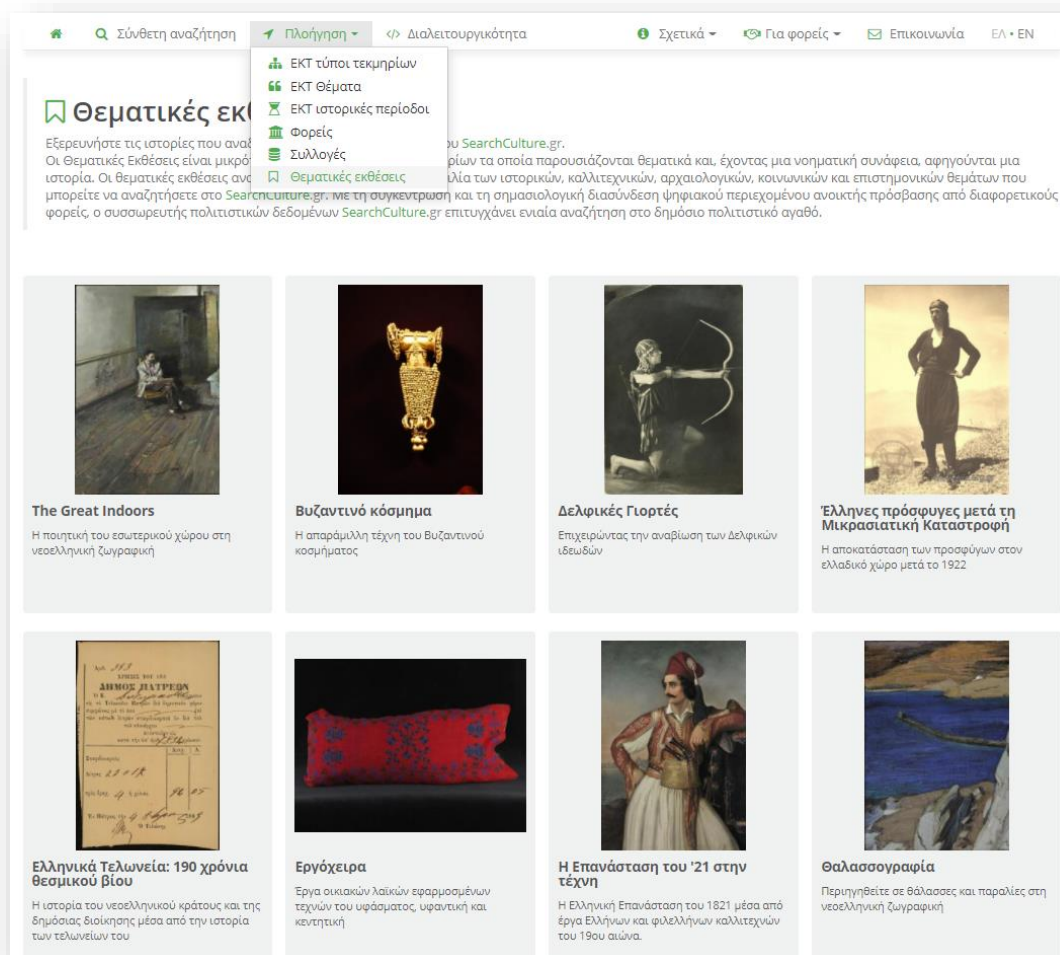 Σύνθετη αναζήτηση Πλοήγηση Διαλειτουργικότητα Σχετικά Για φορείς Επικοινωνία ΕΛ • EN
ΕΚΤ τύποι τεκμηρίων
ΕΚΤ Θέματα
ΕΚΤ ιστορικές περίοδοι
Φορείς
Συλλογές
Θεματικές εκθέσεις
Θεματικές εκθ
Εξερευνήστε τις ιστορίες που ανα ου SearchCulture.gr.
Οι Θεματικές Εκθέσεις είναι μικρό ρίων τα οποία παρουσιάζονται θεματικά και, έχοντας μια νοηματική συνάφεια, αφηγούνται μια
ιστορία. Οι θεματικές εκθέσεις ανα ιλία των ιστορικών, καλλιτεχνικών, αρχαιολογικών, κοινωνικών και επιστημονικών θεμάτων που
μπορείτε να αναζητήσετε στο SearchCulture.gr. Με τη συγκέντρωση και τη σημασιολογική διασύνδεση ψηφιακού περιεχομένου ανοικτής πρόσβασης από διαφορετικούς
φορείς, ο συσσωρευτής πολιτιστικών δεδομένων SearchCulture.gr επιτυγχάνει ενιαία αναζήτηση στο δημόσιο πολιτιστικό αγαθό.
The Great Indoors
Η ποιητική του εσωτερικού χώρου στη
νεοελληνική ζωγραφική
Βυζαντινό κόσμημα
Η απαράμιλλη τέχνη του Βυζαντινού
κοσμήματος
Δελφικές Γιορτές
Επιχειρώντας την αναβίωση των Δελφικών
ιδεωδών
Έλληνες πρόσφυγες μετά τη
Μικρασιατική Καταστροφή
Η αποκατάσταση των προσφύγων στον
ελλαδικό χώρο μετά το 1922
ΔΗΜΟΣ ΠΑΤΡΕΩΝ
Ελληνικά Τελωνεία: 190 χρόνια
θεσμικού βίου
Η ιστορία του νεοελληνικού κράτους και της
δημόσιας διοίκησης μέσα από την ιστορία
των τελωνείων του
Εργόχειρα
Έργα οικιακών λαϊκών εφαρμοσμένων
τεχνών του υφάσματος, υφαντική και
κεντητική
Η Επανάσταση του '21 στην
τέχνη
Η Ελληνική Επανάσταση του 1821 μέσα από
έργα Ελλήνων και φιλελλήνων καλλιτεχνών
του 19ου αιώνα.
Θαλασσογραφία
Περιηγηθείτε σε θάλασσες και παραλίες στη
νεοελληνική ζωγραφική